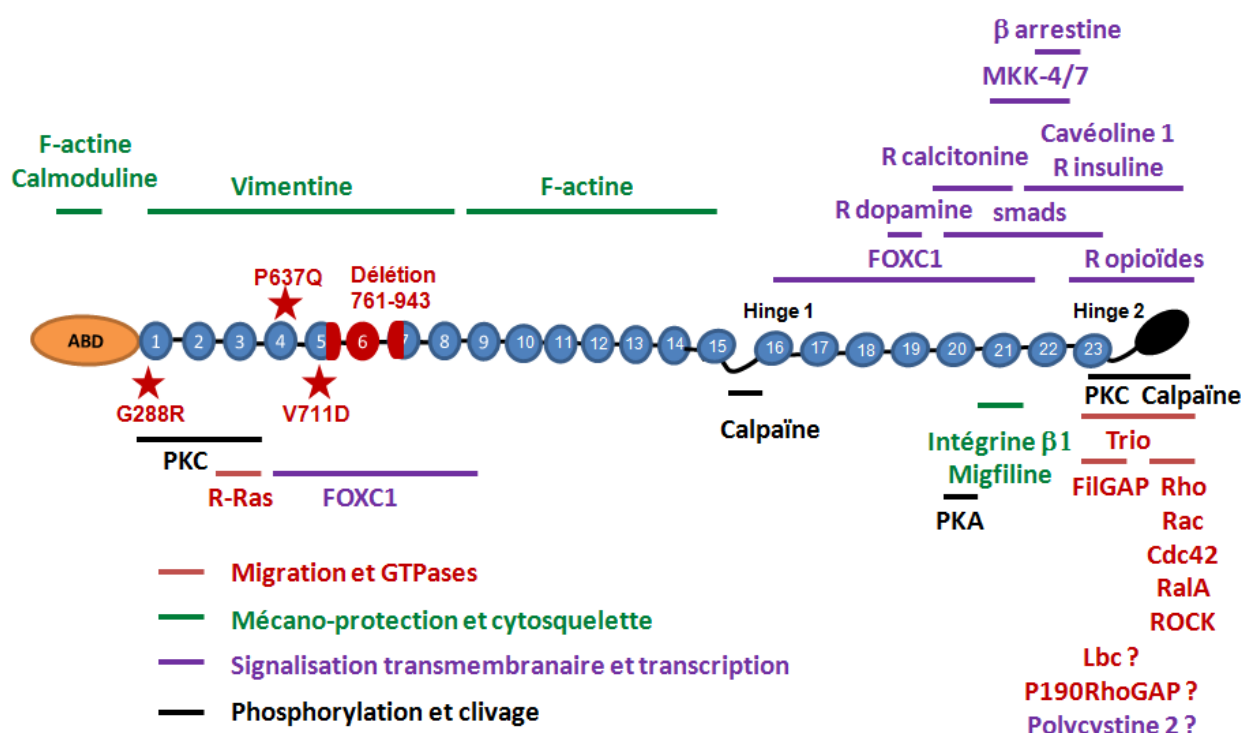 β arrestine
MKK-4/7
F-actine
Calmoduline
Vimentine
F-actine
R calcitonine
Cavéoline 1
R insuline
R dopamine
smads
FOXC1
R opioïdes
P637Q
Délétion
761-943
Hinge 1
Hinge 2
ABD 1 2 3 4 5 6 7 8 9 10 11 12 13 14 15 16 17 18 19 20 21 22 23
G288R
V711D
PKC
R-Ras
FOXC1
Calpaïne
PKC Calpaïne
Intégrine β1
Migfiline
PKA
Trio
FilGAP
Rho
Rac
Cdc42
RalA
ROCK
Lbc ?
P190RhoGAP ?
Polycystine 2 ?
Migration et GTPases
Mécano-protection et cytosquelette
Signalisation transmembranaire et transcription
Phosphorylation et clivage